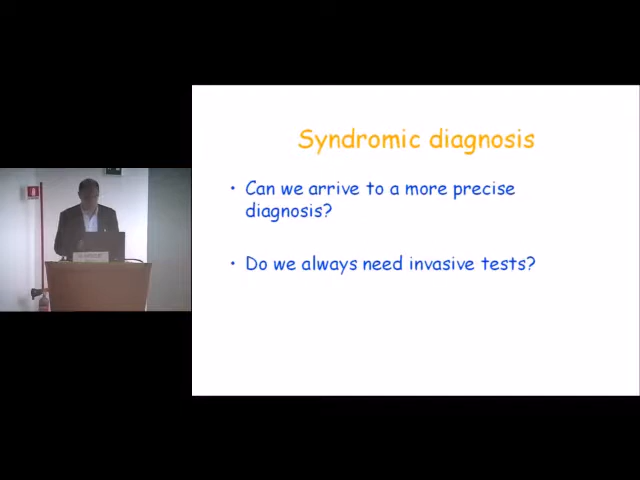 Syndromic diagnosis
• Can we arrive to a more precise
diagnosis?
• Do we always need invasive tests?